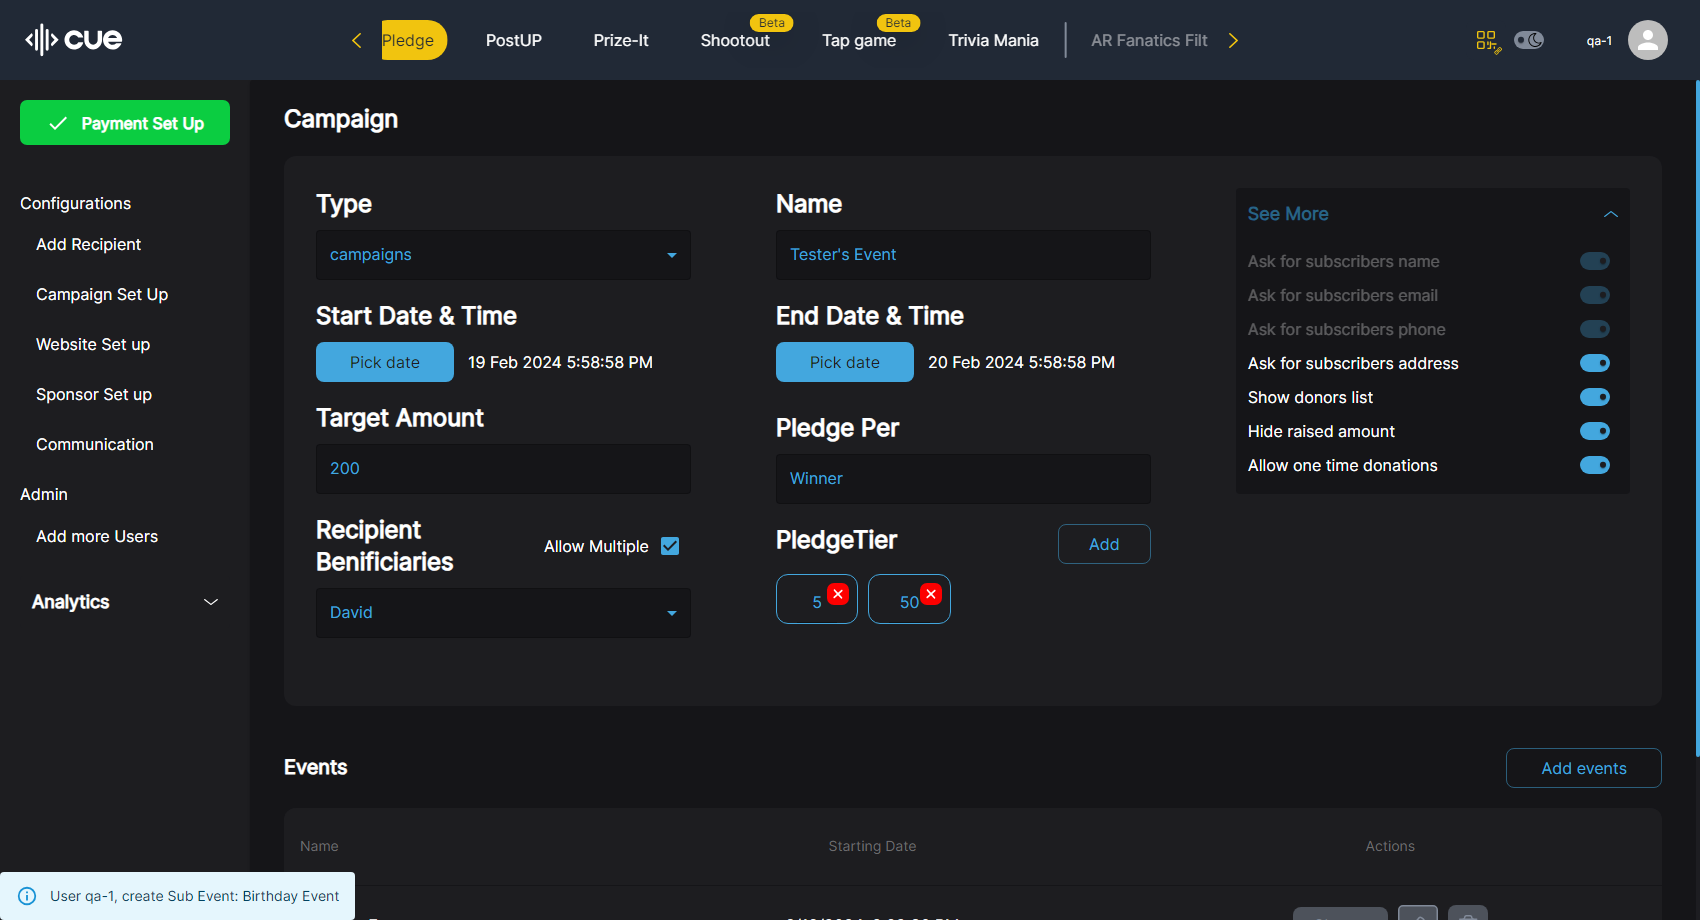 cue
Pledge
PostUP
Prize-It
Shootout
Beta
Tap game
Beta
Trivia Mania
AR Fanatics Filt
qa-1
Payment Set Up
Configurations
Add Recipient
Campaign Set Up
Website Set up
Sponsor Set up
Communication
Admin
Add more Users
Analytics
Campaign
Type
campaigns
Name
Tester's Event
Start Date & Time
Pick date 19 Feb 2024 5:58:58 PM
End Date & Time
Pick date 20 Feb 2024 5:58:58 PM
Target Amount
200
Pledge Per
Winner
Recipient
Benificiaries
Allow Multiple
David
PledgeTier
Add
5
50
See More
Ask for subscribers name
Ask for subscribers email
Ask for subscribers phone
Ask for subscribers address
Show donors list
Hide raised amount
Allow one time donations
Events
Add events
Name Starting Date Actions
User qa-1, create Sub Event: Birthday Event